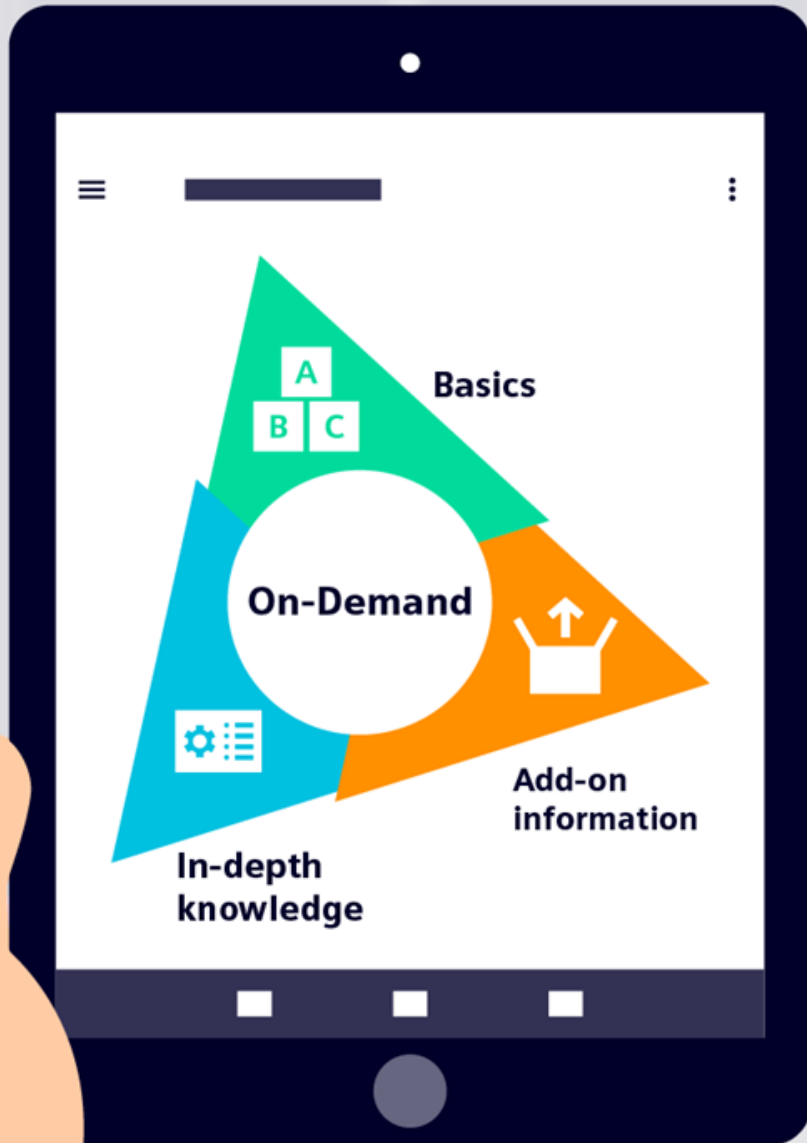 A
B C
Basics
On-Demand
Add-on
information
In-depth
knowledge